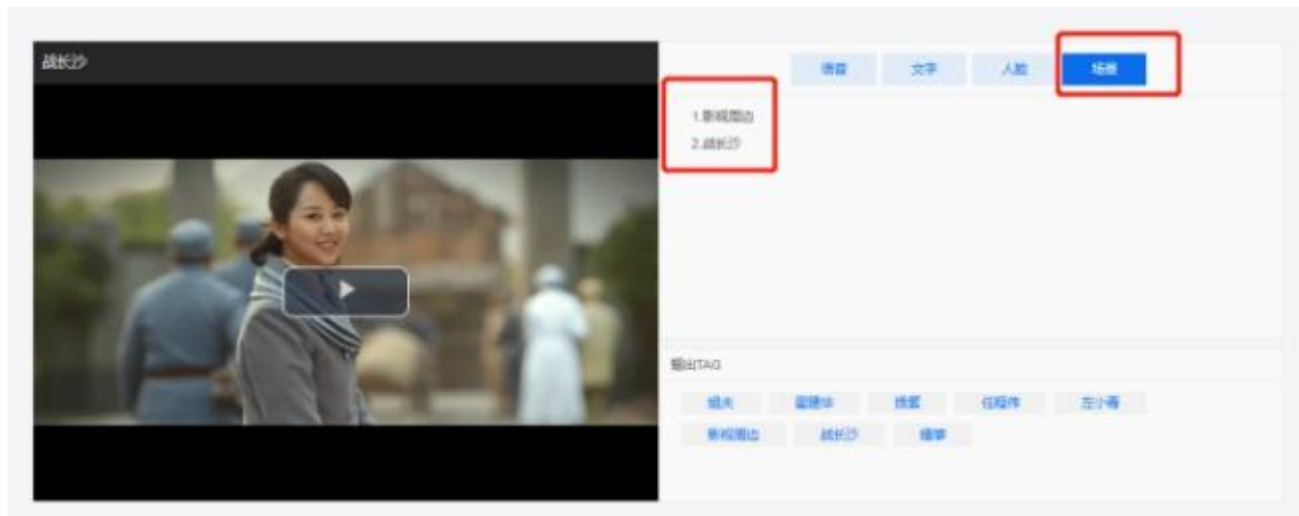 战长沙
语音 文字 人脸 场景
1.影视周边
2.战长沙
输出TAG
姐夫 霍建华 杨紫 任程伟 左小青
影视周边 战长沙